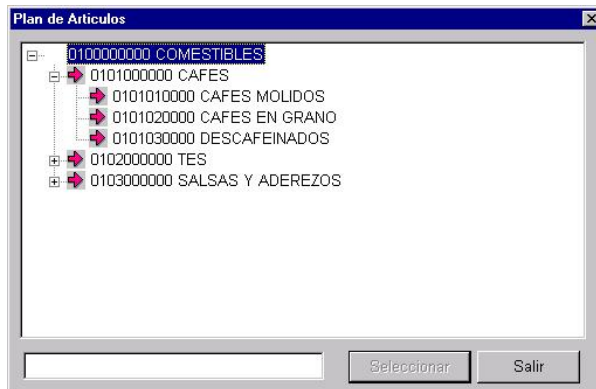 Plan de Articulos
0100000000 COMESTIBLES
0101000000 CAFES
0101010000 CAFES MOLIDOS
0101020000 CAFES EN GRANO
0101030000 DESCAFEINADOS
0102000000 TES
0103000000 SALSAS Y ADEREZOS
Seleccionar Salir